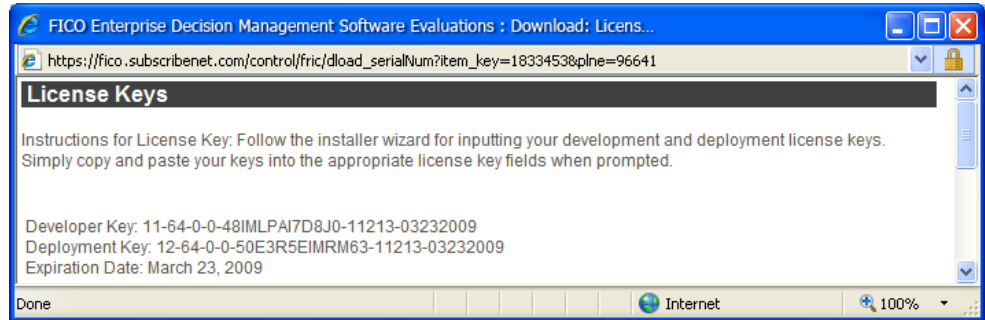 FICO Enterprise Decision Management Software Evaluations : Download: Licens...
https://fico.subscribenet.com/control/fric/dload_serialNum?item_key=1833453&plne=96641
License Keys
Instructions for License Key: Follow the installer wizard for inputting your development and deployment license keys.
Simply copy and paste your keys into the appropriate license key fields when prompted.
Developer Key: 11-64-0-0-48IMLPAI7D8J0-11213-03232009
Deployment Key: 12-64-0-0-50E3R5EIMRM63-11213-03232009
Expiration Date: March 23, 2009
Done Internet 100%